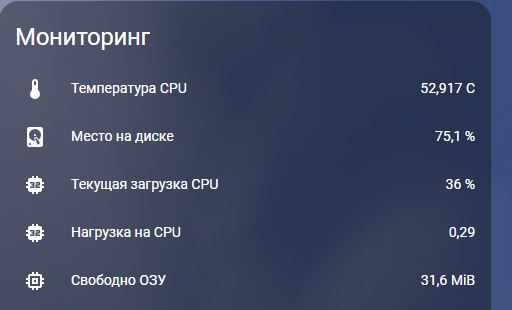 Мониторинг
Температура CPU 52,917 C
Место на диске 75,1 %
Текущая загрузка CPU 36 %
Нагрузка на CPU 0,29
Свободно ОЗУ 31,6 MiB